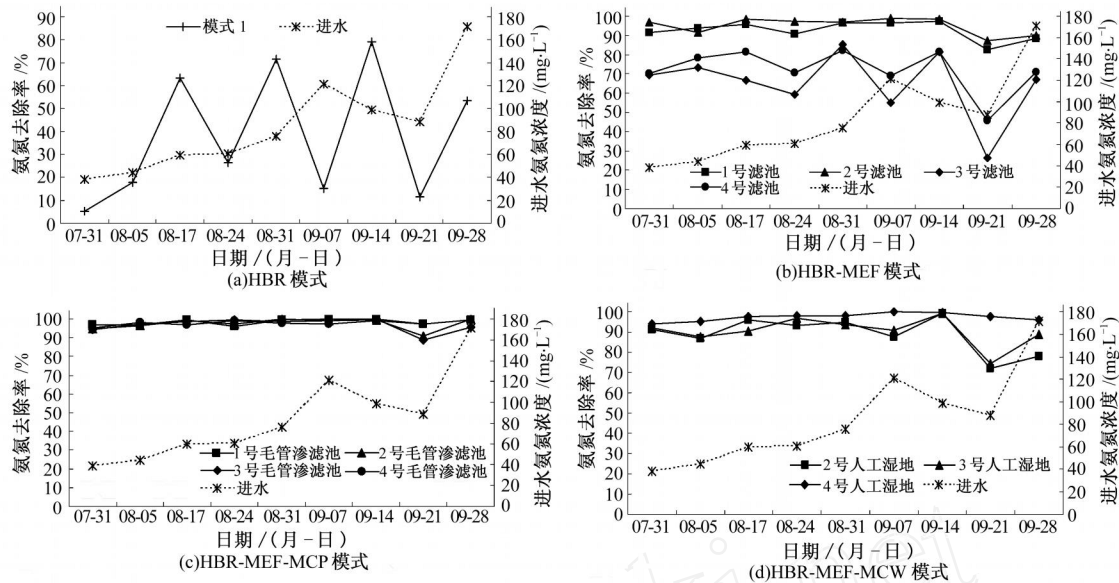 模式 1 进水
氨氮去除率/%
90
80
70
60
50
40
30
20
10
0
180
160
140
120
100
80
60
40
20
0
进水氨氮浓度/(mg·L⁻¹)
07-31 08-05 08-17 08-24 08-31 09-07 09-14 09-21 09-28
日期/(月-日)
(a)HBR 模式
氨氮去除率/%
100
90
80
70
60
50
40
30
20
10
0
180
160
140
120
100
80
60
40
20
0
进水氨氮浓度/(mg·L⁻¹)
1号滤池 2号滤池 3号滤池
4号滤池 进水
07-31 08-05 08-17 08-24 08-31 09-07 09-14 09-21 09-28
日期/(月-日)
(b)HBR-MEF 模式
氨氮去除率/%
100
90
80
70
60
50
40
30
20
10
0
180
160
140
120
100
80
60
40
20
0
进水氨氮浓度/(mg·L⁻¹)
1号毛管渗滤池 2号毛管渗滤池
3号毛管渗滤池 4号毛管渗滤池
进水
07-31 08-05 08-17 08-24 08-31 09-07 09-14 09-21 09-28
日期/(月-日)
(c)HBR-MEF-MCP 模式
氨氮去除率/%
100
90
80
70
60
50
40
30
20
10
0
180
160
140
120
100
80
60
40
20
0
进水氨氮浓度/(mg·L⁻¹)
2号人工湿地 3号人工湿地
4号人工湿地 进水
07-31 08-05 08-17 08-24 08-31 09-07 09-14 09-21 09-28
日期/(月-日)
(d)HBR-MEF-MCW 模式